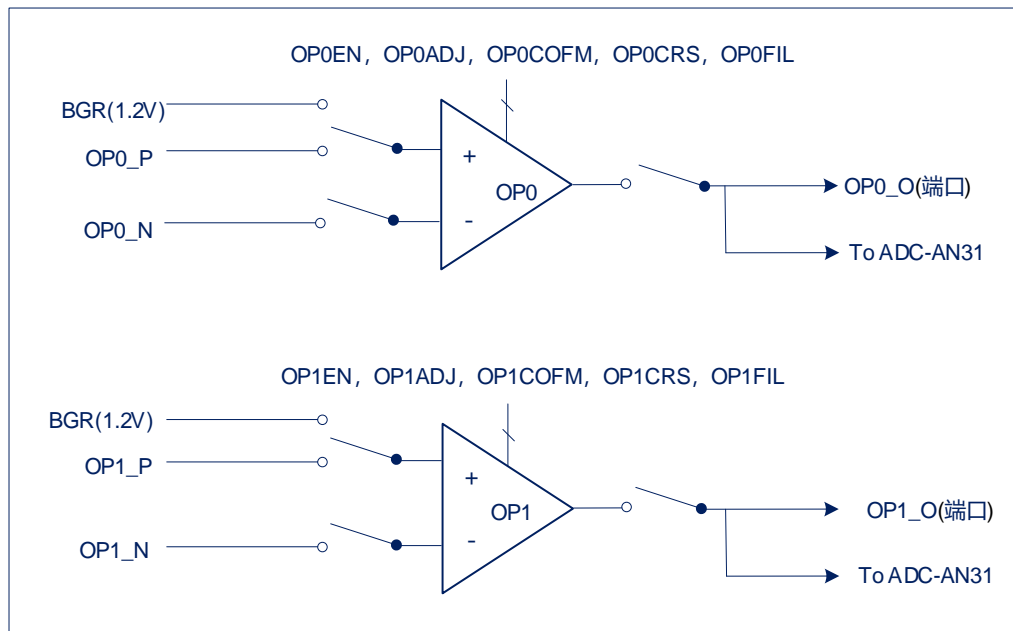 OP0EN，OP0ADJ，OP0COFM，OP0CRS，OP0FIL
BGR(1.2V)
OP0_P
OP0_N
+
-
OP0
OP0_O(端口)
To ADC-AN31
OP1EN，OP1ADJ，OP1COFM，OP1CRS，OP1FIL
BGR(1.2V)
OP1_P
OP1_N
+
-
OP1
OP1_O(端口)
To ADC-AN31